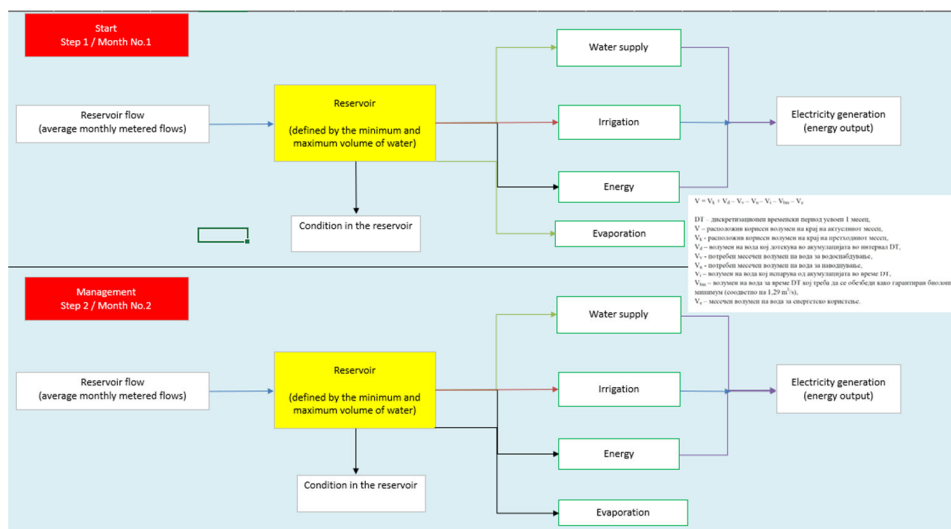 Start
Step 1 / Month No.1
Water supply
Reservoir flow
(average monthly metered flows)
Reservoir
(defined by the minimum and
maximum volume of water)
Irrigation
Electricity generation
(energy output)
Energy
Condition in the reservoir
Evaporation
V = Vk + Vd – Vv – Vn – Vi – Vbm – Ve
DT – дискретизационен временски период усвоен 1 месец,
V – расположив корисен волумен на крај на актуелниот месец,
Vk - расположив корисен волумен на крај на претходниот месец,
Vd – волумен на вода кој дотекува во акумулацијата во интервал DT,
Vv - потребен месечен волумен на вода за водоснабдување,
Vn - потребен месечен волумен на вода за наводнување,
Vi – волумен на вода кој испарува од акумулацијата во време DT,
Vbm – волумен на вода за време DT кој треба да се обезбеди како гарантиран
минимум (соодветно на 1,29 m³/s),
Ve – месечен волумен на вода за енергетско користење.
Management
Step 2 / Month No.2
Water supply
Reservoir flow
(average monthly metered flows)
Reservoir
(defined by the minimum and
maximum volume of water)
Irrigation
Electricity generation
(energy output)
Energy
Condition in the reservoir
Evaporation